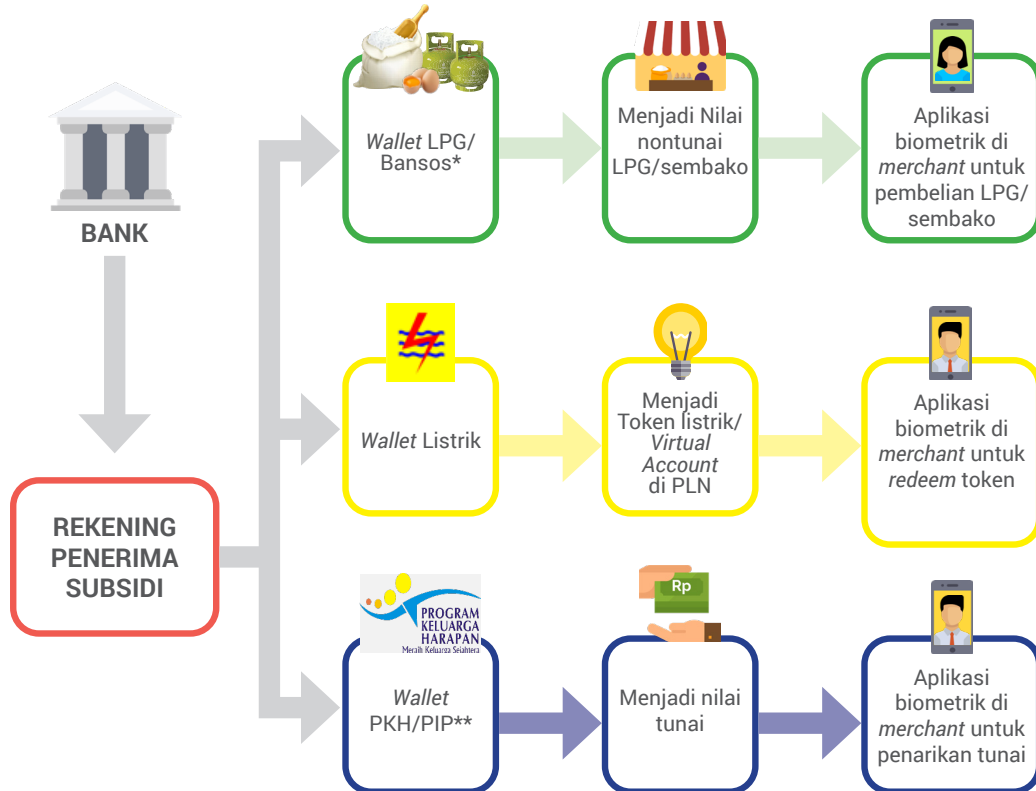 BANK
REKENING
PENERIMA
SUBSIDI
Wallet LPG/
Bansos*
Menjadi Nilai
nontunai
LPG/sembako
Aplikasi
biometrik di
merchant untuk
pembelian LPG/
sembako
Wallet Listrik
Menjadi
Token listrik/
Virtual
Account
di PLN
Aplikasi
biometrik di
merchant untuk
redeem token
PROGRAM
KELUARGA
HARAPAN
Meraih Keluarga Sejahtera
Wallet
PKH/PIP**
Rp
Menjadi nilai
tunai
Aplikasi
biometrik di
merchant untuk
penarikan tunai